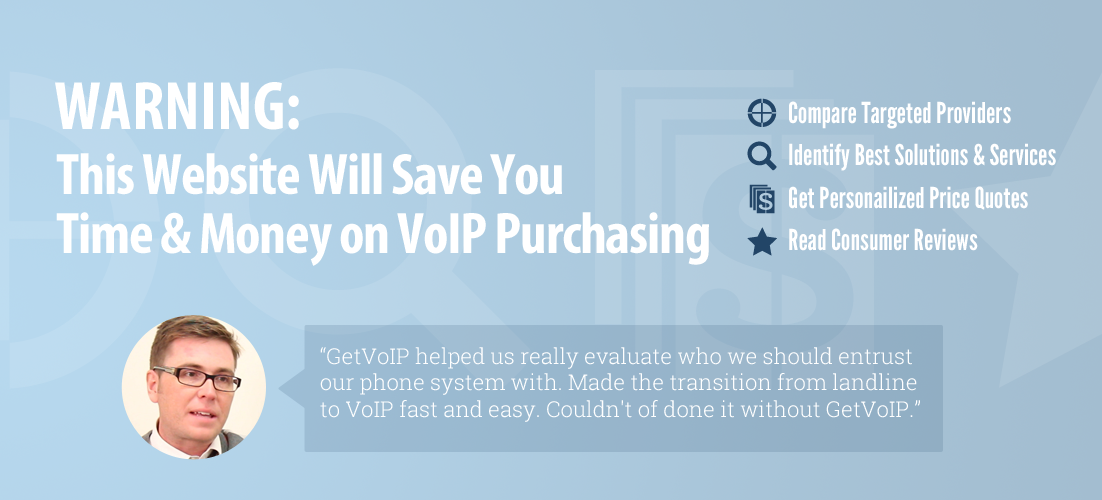 WARNING:
This Website Will Save You
Time & Money on VoIP Purchasing
Compare Targeted Providers
Identify Best Solutions & Services
Get Personailized Price Quotes
Read Consumer Reviews
“GetVoIP helped us really evaluate who we should entrust
our phone system with. Made the transition from landline
to VoIP fast and easy. Couldn't of done it without GetVoIP.”